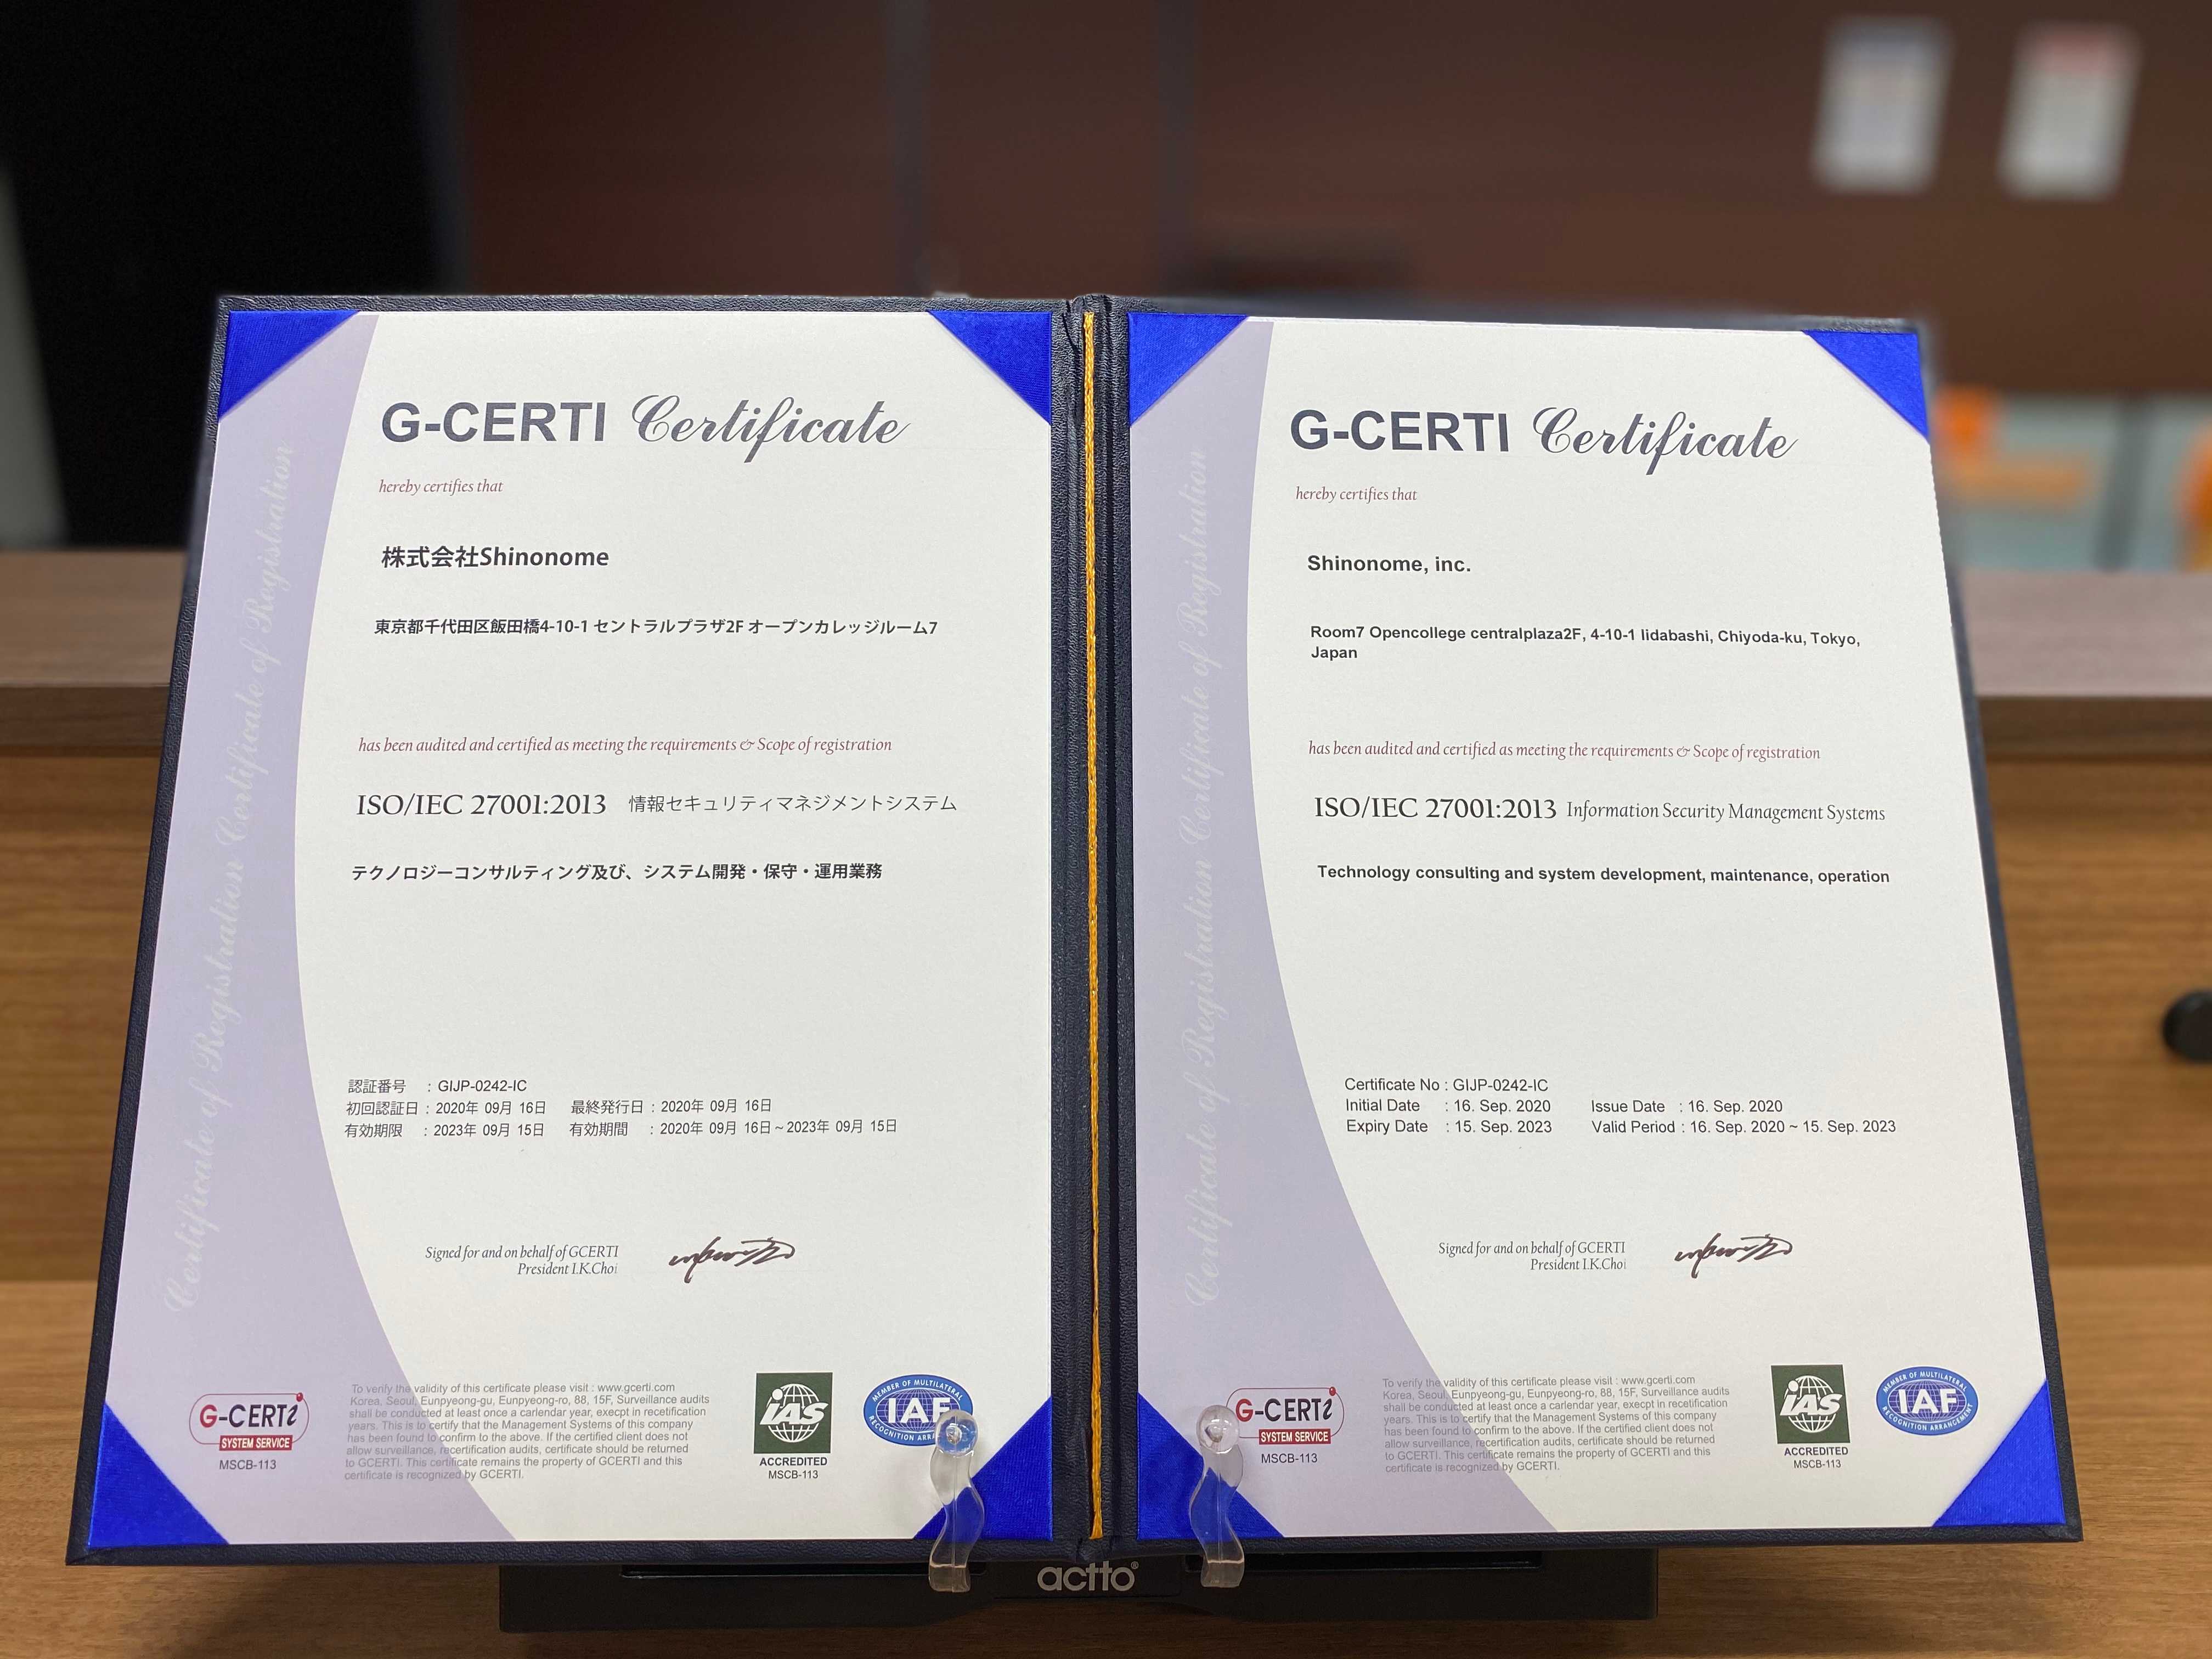 G-CERTI Certificate
hereby certifies that
株式会社Shinonome
東京都千代田区飯田橋4-10-1 セントラルプラザ2F オープンカレッジルーム7
has been audited and certified as meeting the requirements & Scope of registration
ISO/IEC 27001:2013 情報セキュリティマネジメントシステム
テクノロジーコンサルティング及び、システム開発・保守・運用業務
認証番号 : GIJP-0242-IC
初回認証日 : 2020年 09月 16日 最終発行日 : 2020年 09月 16日
有効期限 : 2023年 09月 15日 有効期間 : 2020年 09月 16日~2023年 09月 15日
Signed for and on behalf of GCERTI
President I.K.Choi
Certificate of Registration Certificate of Registration
G-CERTi
SYSTEM SERVICE
MSCB-113
To verify the validity of this certificate please visit : www.gcerti.com
Korea, Seoul, Eunpyeong-gu, Eunpyeong-ro, 88, 15F, Surveillance audits
shall be conducted at least once a carlendar year, execpt in recetification
years. This is to certify that the Management Systems of this company
has been found to confirm to the above. If the certified client does not
allow surveillance, recertification audits, certificate should be returned
to GCERTI. This certificate remains the property of GCERTI and this
certificate is recognized by GCERTI.
IAS
ACCREDITED
MSCB-113
MEMBER OF MULTILATERAL
IAF
RECOGNITION
G-CERTI Certificate
hereby certifies that
Shinonome, inc.
Room7 Opencollege centralplaza2F, 4-10-1 Iidabashi, Chiyoda-ku, Tokyo,
Japan
has been audited and certified as meeting the requirements & Scope of registration
ISO/IEC 27001:2013 Information Security Management Systems
Technology consulting and system development, maintenance, operation
Certificate No : GIJP-0242-IC
Initial Date : 16. Sep. 2020 Issue Date : 16. Sep. 2020
Expiry Date : 15. Sep. 2023 Valid Period : 16. Sep. 2020 ~ 15. Sep. 2023
Signed for and on behalf of GCERTI
President I.K.Choi
Certificate of Registration Certificate of Registration
G-CERTi
SYSTEM SERVICE
MSCB-113
To verify the validity of this certificate please visit : www.gcerti.com
Korea, Seoul, Eunpyeong-gu, Eunpyeong-ro, 88, 15F, Surveillance audits
shall be conducted at least once a carlendar year, execpt in recetification
years. This is to certify that the Management Systems of this company
has been found to confirm to the above. If the certified client does not
allow surveillance, recertification audits, certificate should be returned
to GCERTI. This certificate remains the property of GCERTI and this
certificate is recognized by GCERTI.
IAS
ACCREDITED
MSCB-113
MEMBER OF MULTILATERAL
IAF
RECOGNITION ARRANGEMENT
actto®